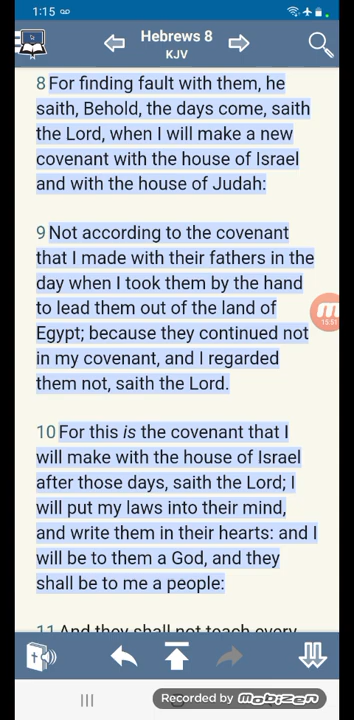 1:15
Hebrews 8
KJV
8 For finding fault with them, he
saith, Behold, the days come, saith
the Lord, when I will make a new
covenant with the house of Israel
and with the house of Judah:
9 Not according to the covenant
that I made with their fathers in the
day when I took them by the hand
to lead them out of the land of
Egypt; because they continued not
in my covenant, and I regarded
them not, saith the Lord.
10 For this is the covenant that I
will make with the house of Israel
after those days, saith the Lord; I
will put my laws into their mind,
and write them in their hearts: and I
will be to them a God, and they
shall be to me a people:
11 And they shall not teach every
15:51
Recorded by MOBIZEN